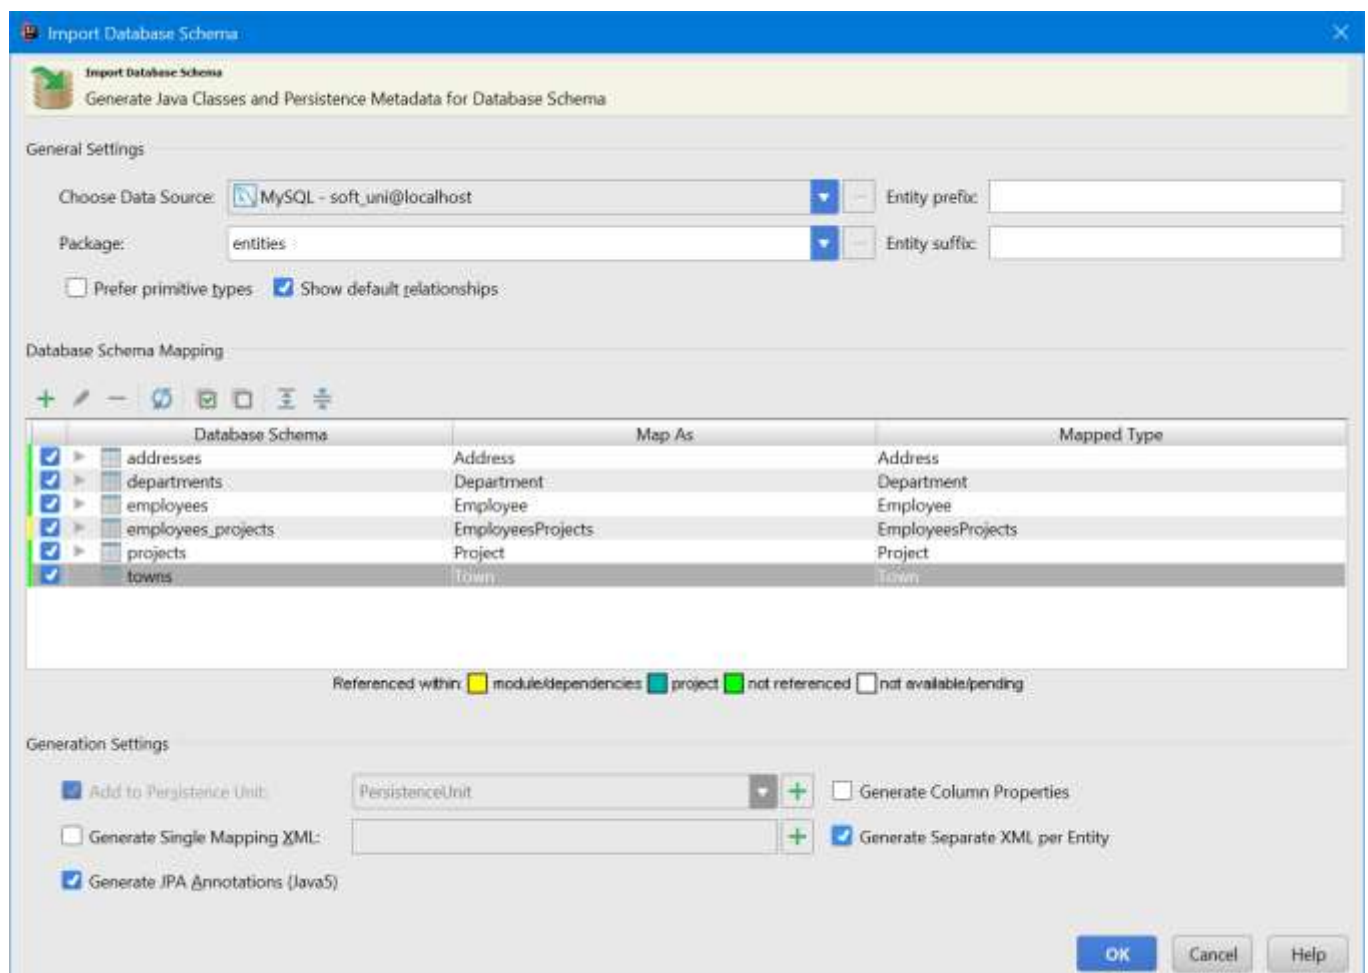 Import Database Schema
Import Database Schema
Generate Java Classes and Persistence Metadata for Database Schema
General Settings
Choose Data Source: MySQL - soft_uni@localhost Entity prefix:
Package: entities Entity suffix:
Prefer primitive types Show default relationships
Database Schema Mapping
Database Schema Map As Mapped Type
addresses Address Address
departments Department Department
employees Employee Employee
employees_projects EmployeesProjects EmployeesProjects
projects Project Project
towns Town Town
Referenced within: module/dependencies project not referenced not available/pending
Generation Settings
Add to Persistence Unit: PersistenceUnit Generate Column Properties
Generate Single Mapping XML: Generate Separate XML per Entity
Generate JPA Annotations (Java5)
OK Cancel Help